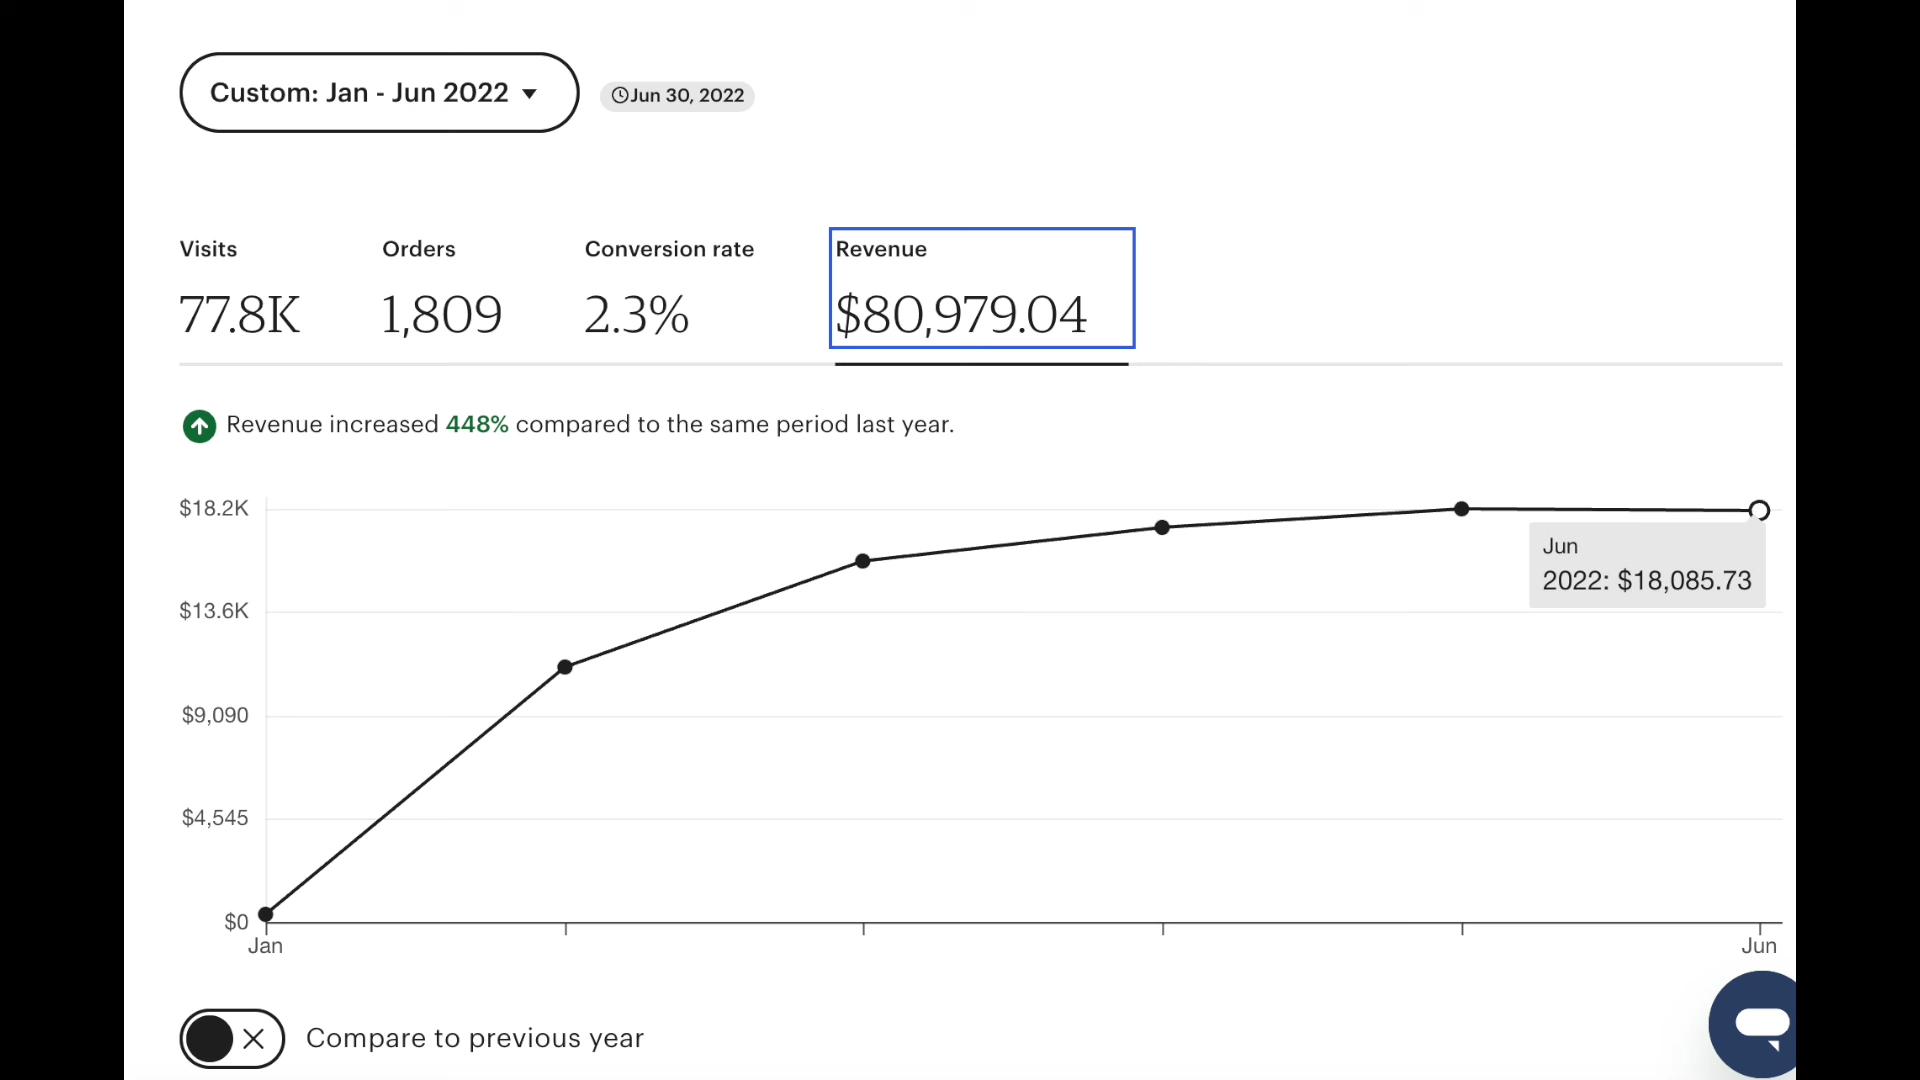 Custom: Jan - Jun 2022
Jun 30, 2022
Visits
77.8K
Orders
1,809
Conversion rate
2.3%
Revenue
$80,979.04
Revenue increased 448% compared to the same period last year.
$18.2K
$13.6K
$9,090
$4,545
$0
Jun
2022: $18,085.73
Jan
Jun
Compare to previous year